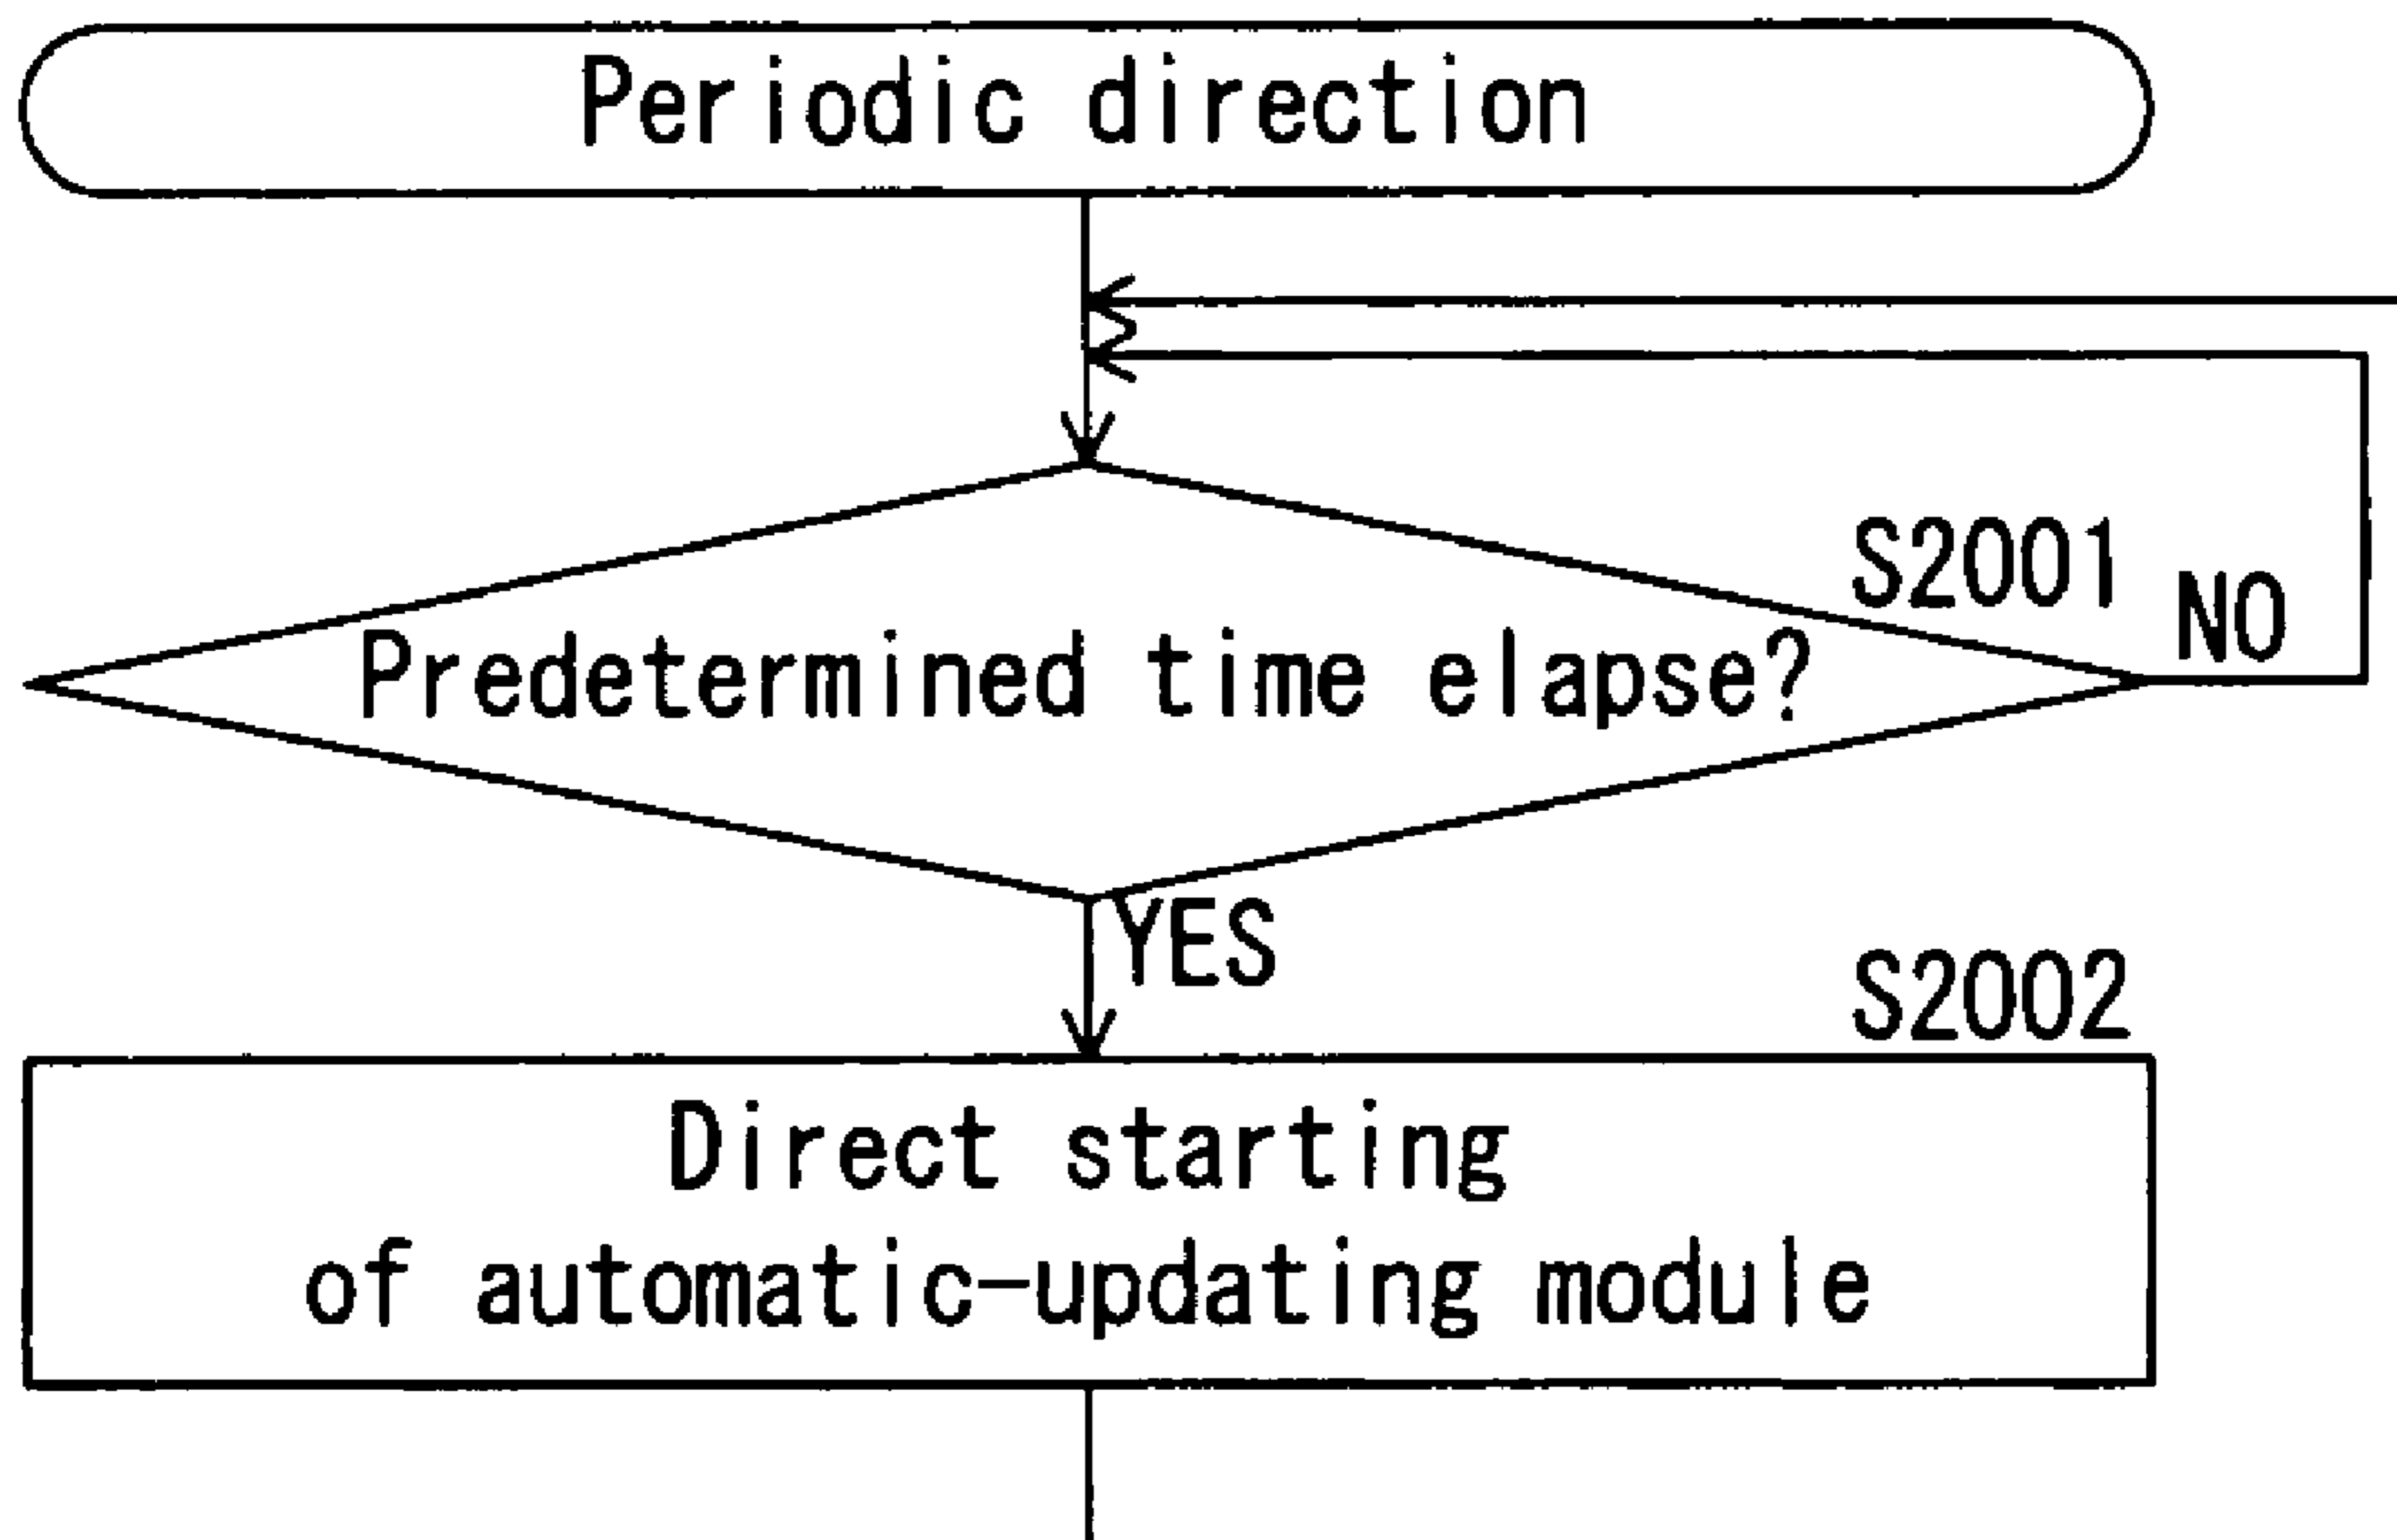 Periodic direction
S2001
NO
Predetermined time elapse?
YES
S2002
Direct starting
of automatic-updating module